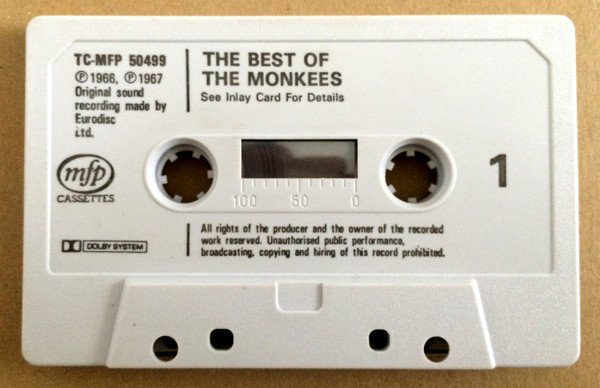 TC-MFP 50499
℗1966, ℗1967
Original sound
recording made by
Eurodisc
Ltd.
THE BEST OF
THE MONKEES
See Inlay Card For Details
mfp
CASSETTES
100 50 0
1
DOLBY SYSTEM
All rights of the producer and the owner of the recorded
work reserved. Unauthorised public performance,
broadcasting, copying and hiring of this record prohibited.